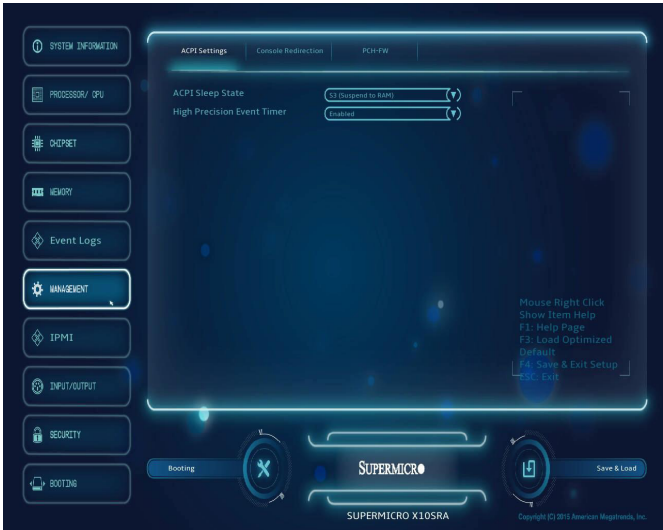 SYSTEM INFORMATION
PROCESSOR/ CPU
CHIPSET
MEMORY
Event Logs
MANAGEMENT
IPMI
INPUT/OUTPUT
SECURITY
BOOTING
ACPI Settings
Console Redirection
PCH-FW
ACPI Sleep State
S3 (Suspend to RAM)
High Precision Event Timer
Enabled
Mouse Right Click
Show Item Help
F1: Help Page
F3: Load Optimized
Default
F4: Save & Exit Setup
ESC: Exit
Booting
SUPERMICRO
Save & Load
SUPERMICRO X10SRA
Copyright (C) 2015 American Megatrends, Inc.